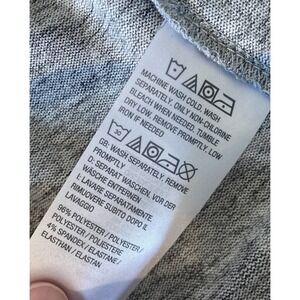 MACHINE WASH COLD. WASH
SEPARATELY, ONLY NON-CHLORINE
BLEACH WHEN NEEDED. TUMBLE
DRY LOW. REMOVE PROMPTLY. LOW
IRON IF NEEDED
30
GB: WASH SEPARATELY, REMOVE
PROMPTLY
D: SEPARAT WASCHEN, VOR DER
WÄSCHE ENTFERNEN
I: LAVARE SEPARATAMENTE
RIMUOVERE SUBITO DOPO IL
LAVAGGIO
96% POLYESTER / POLYESTER /
POLYESTER / POLIESTERE
4% SPANDEX / ELASTANE /
ELASTHAN / ELASTAN